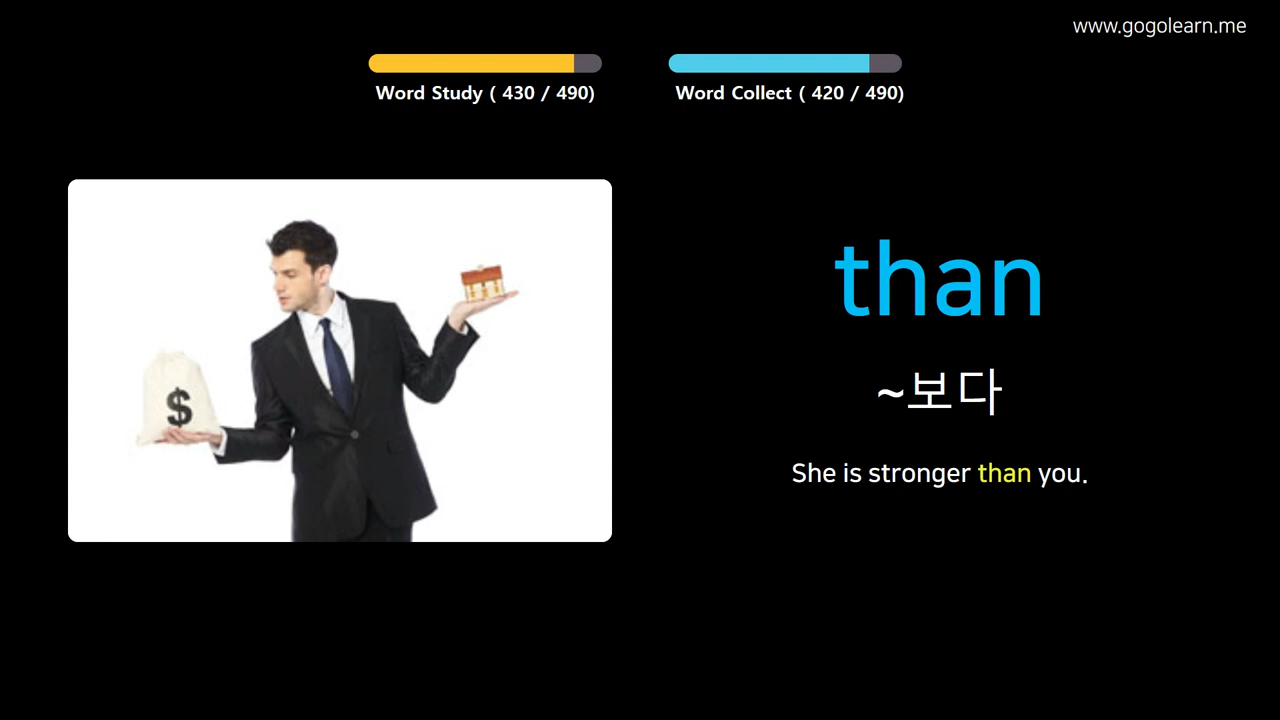 www.gogolearn.me
Word Study ( 430 / 490)
Word Collect ( 420 / 490)
$
than
~보다
She is stronger than you.